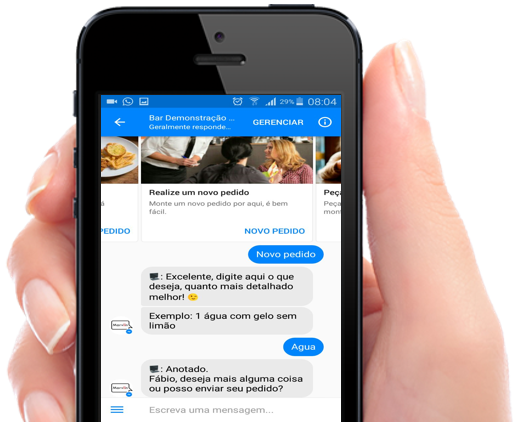 29% 08:04
Bar Demonstração ...
Geralmente responde...
GERENCIAR
á
PEDIDO
Realize um novo pedido
Monte um novo pedido por aqui, é bem
fácil.
NOVO PEDIDO
Peça
Peça
mont
Novo pedido
: Excelente, digite aqui o que
deseja, quanto mais detalhado
melhor! 😉
Exemplo: 1 água com gelo sem
limão
Agua
: Anotado.
Fábio, deseja mais alguma coisa
ou posso enviar seu pedido?
Escreva uma mensagem...